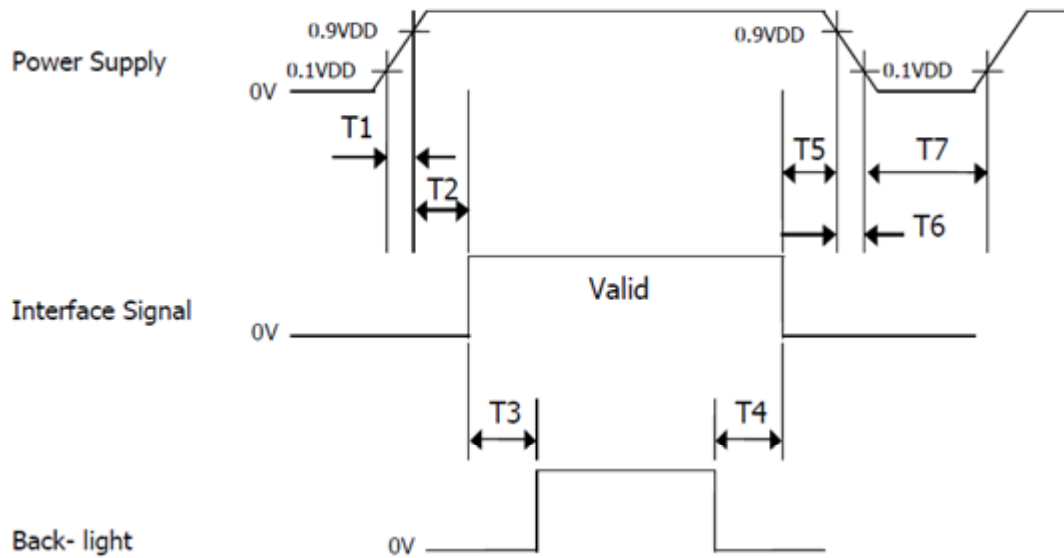 0.9VDD
0.9VDD
Power Supply
0.1VDD
0.1VDD
0V
T1
T5
T7
T2
T6
Valid
Interface Signal
0V
T3
T4
Back- light
0V